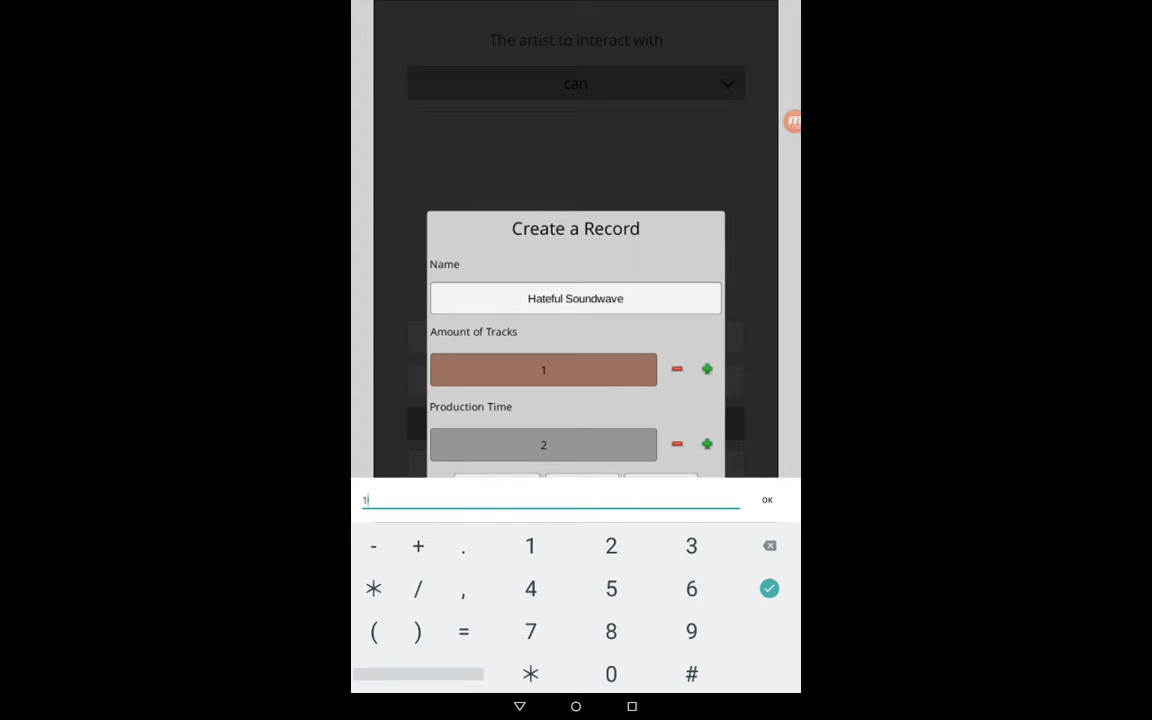 The artist to interact with
can
Create a Record
Name
Hateful Soundwave
Amount of Tracks
1
Production Time
2
1
OK
- + . 1 2 3
* / , 4 5 6
( ) = 7 8 9
* 0 #